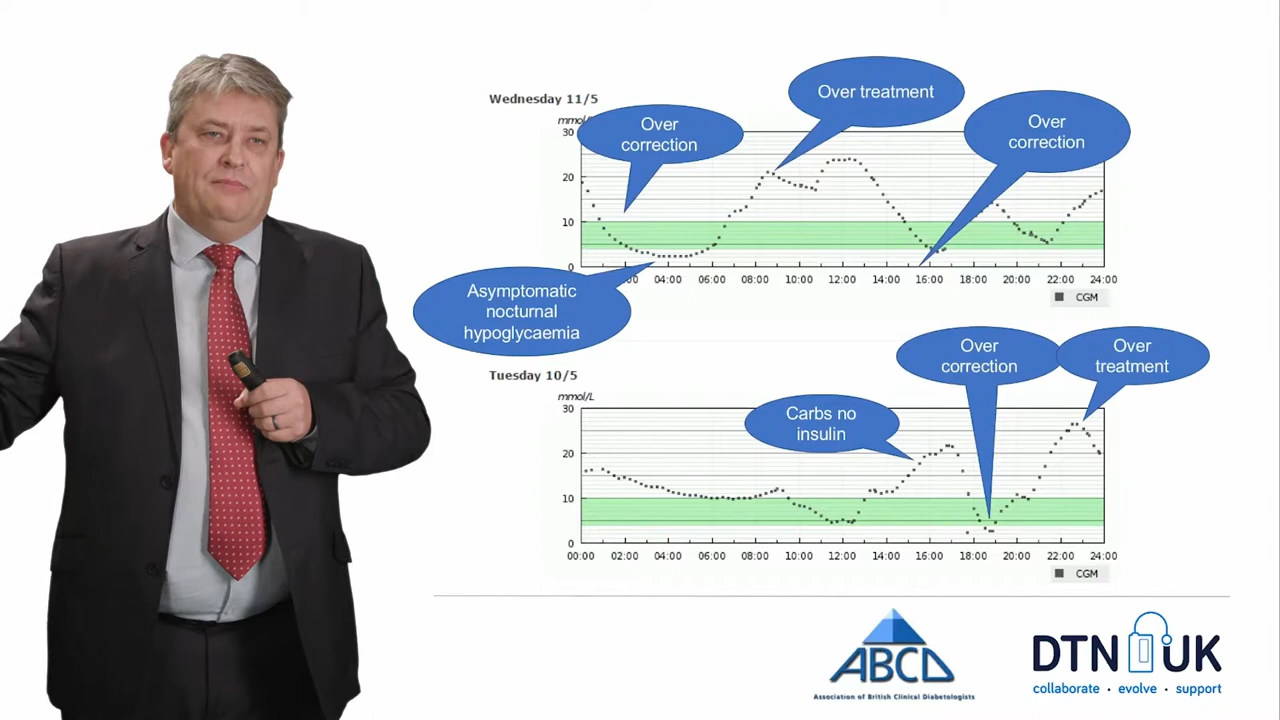 Wednesday 11/5
Over treatment
Over
correction
Over
correction
30
20
10
0
04:00 06:00 08:00 10:00 12:00 14:00 16:00 18:00 20:00 22:00 24:00
CGM
Asymptomatic
nocturnal
hypoglycaemia
Over
correction
Over
treatment
Tuesday 10/5
mmol/L
Carbs no
insulin
30
20
10
0
00:00 02:00 04:00 06:00 08:00 10:00 12:00 14:00 16:00 18:00 20:00 22:00 24:00
CGM
ABCD
Association of British Clinical Diabetologists
DTN UK
collaborate · evolve · support